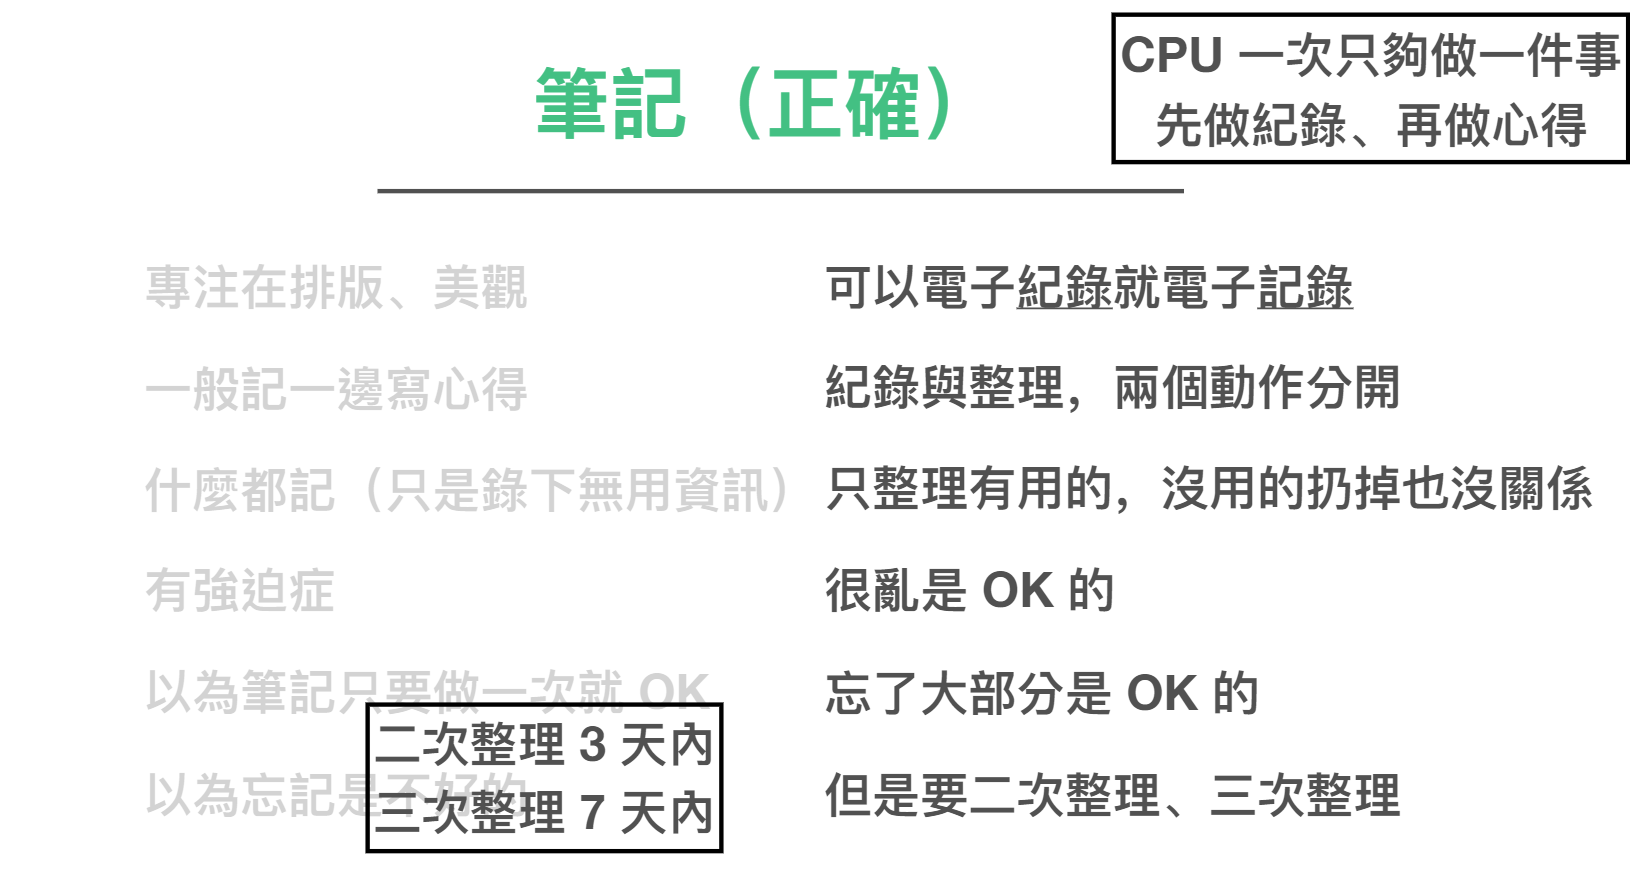 CPU 一次只夠做一件事
先做紀錄、再做心得
筆記（正確）
專注在排版、美觀
可以電子紀錄就電子記錄
一般記一邊寫心得
紀錄與整理，兩個動作分開
什麼都記（只是錄下無用資訊）
只整理有用的，沒用的扔掉也沒關係
有強迫症
很亂是 OK 的
以為筆記只要做一次就 OK
忘了大部分是 OK 的
二次整理 3 天內
以為忘記是不好的
但是要二次整理、三次整理
三次整理 7 天內